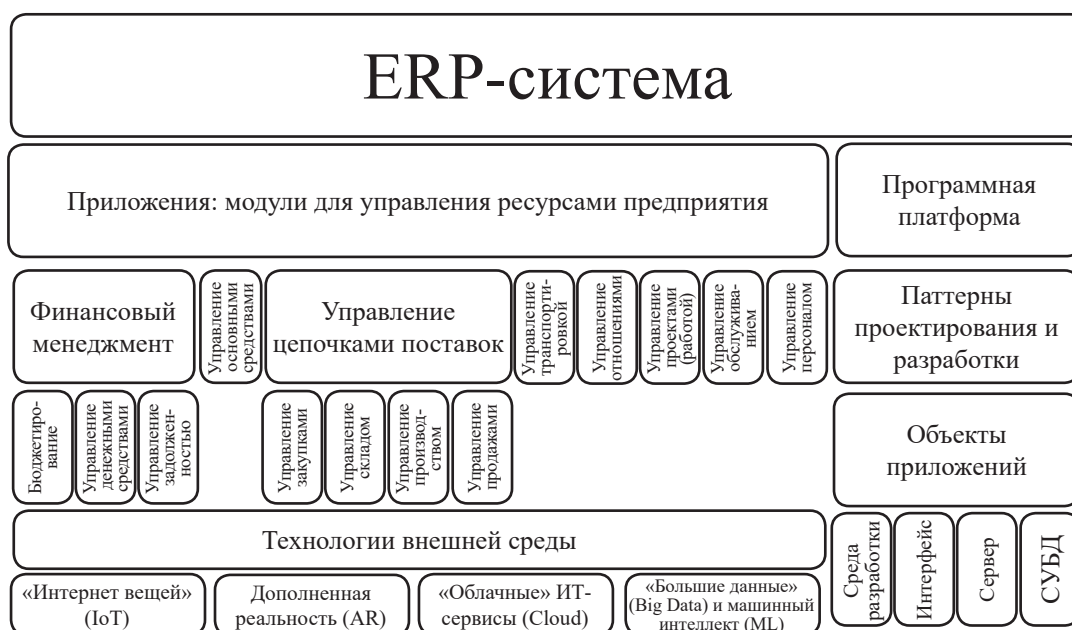 ERP-система
Приложения: модули для управления ресурсами предприятия
Программная
платформа
Финансовый
менеджмент
Управление
основными
средствами
Управление
цепочками поставок
Управление
транспорти-
ровкой
Управление
отношениями
Управление
проектами
(работой)
Управление
обслужива-
нием
Управление
персоналом
Паттерны
проектирования и
разработки
Бюджетиро-
вание
Управление
денежными
средствами
Управление
задолжен-
ностью
Управление
закупками
Управление
складом
Управление
производ-
ством
Управление
продажами
Объекты
приложений
Технологии внешней среды
Среда
разработки
Интерфейс
Сервер
СУБД
«Интернет вещей»
(IoT)
Дополненная
реальность (AR)
«Облачные» ИТ-
сервисы (Cloud)
«Большие данные»
(Big Data) и машинный
интеллект (ML)